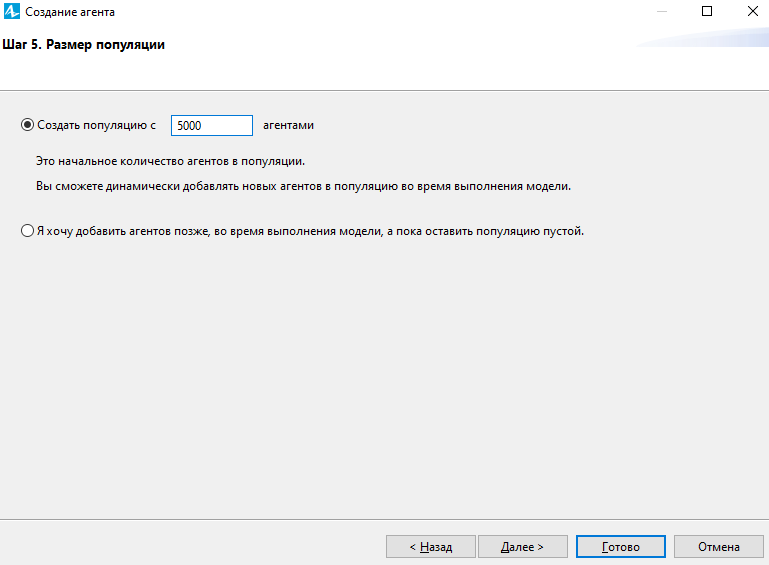 Создание агента
Шаг 5. Размер популяции
Создать популяцию с 5000 агентами
Это начальное количество агентов в популяции.
Вы сможете динамически добавлять новых агентов в популяцию во время выполнения модели.
Я хочу добавить агентов позже, во время выполнения модели, а пока оставить популяцию пустой.
< Назад Далее > Готово Отмена